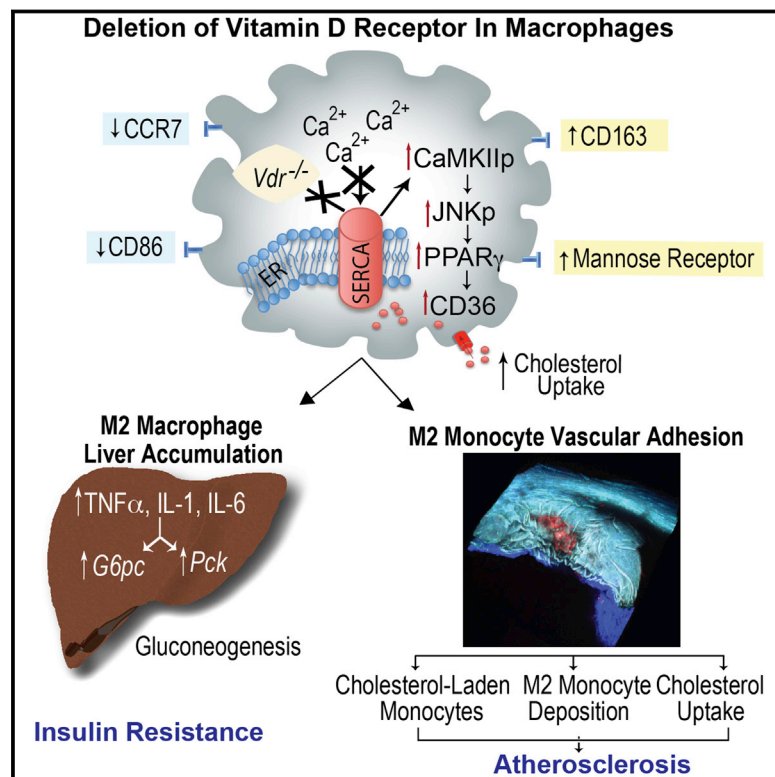 Deletion of Vitamin D Receptor In Macrophages
↓CCR7
Ca²⁺
Ca²⁺
Ca²⁺
Vdr⁻/⁻
↑CaMKIIp
↑CD163
↑JNKp
↓CD86
ER
SERCA
↑PPARγ
↑Mannose Receptor
↑CD36
↑Cholesterol
Uptake
M2 Macrophage
Liver Accumulation
↑TNFα, IL-1, IL-6
↑G6pc
↑Pck
Gluconeogenesis
Insulin Resistance
M2 Monocyte Vascular Adhesion
Cholesterol-Laden
Monocytes
M2 Monocyte
Deposition
Cholesterol
Uptake
Atherosclerosis